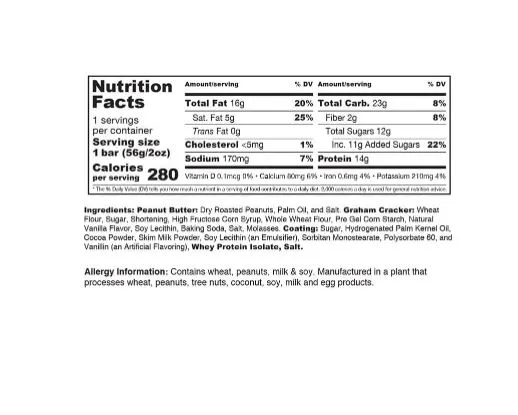 Nutrition Facts
1 servings per container
Serving size
1 bar (56g/2oz)
Calories per serving 280
Amount/serving % DV Amount/serving % DV
Total Fat 16g 20% Total Carb. 23g 8%
Sat. Fat 5g 25% Fiber 2g 8%
Trans Fat 0g Total Sugars 12g
Cholesterol <5mg 1% Inc. 11g Added Sugars 22%
Sodium 170mg 7% Protein 14g
Vitamin D 0.1mcg 0% • Calcium 80mg 6% • Iron 0.6mg 4% • Potassium 210mg 4%
* The % Daily Value (DV) tells you how much a nutrient in a serving of food contributes to a daily diet. 2,000 calories a day is used for general nutrition advice.
Ingredients: Peanut Butter: Dry Roasted Peanuts, Palm Oil, and Salt. Graham Cracker: Wheat
Flour, Sugar, Shortening, High Fructose Corn Syrup, Whole Wheat Flour, Pre Gel Corn Starch, Natural
Vanilla Flavor, Soy Lecithin, Baking Soda, Salt, Molasses. Coating: Sugar, Hydrogenated Palm Kernel Oil,
Cocoa Powder, Skim Milk Powder, Soy Lecithin (an Emulsifier), Sorbitan Monostearate, Polysorbate 60, and
Vanillin (an Artificial Flavoring), Whey Protein Isolate, Salt.
Allergy Information: Contains wheat, peanuts, milk & soy. Manufactured in a plant that
processes wheat, peanuts, tree nuts, coconut, soy, milk and egg products.